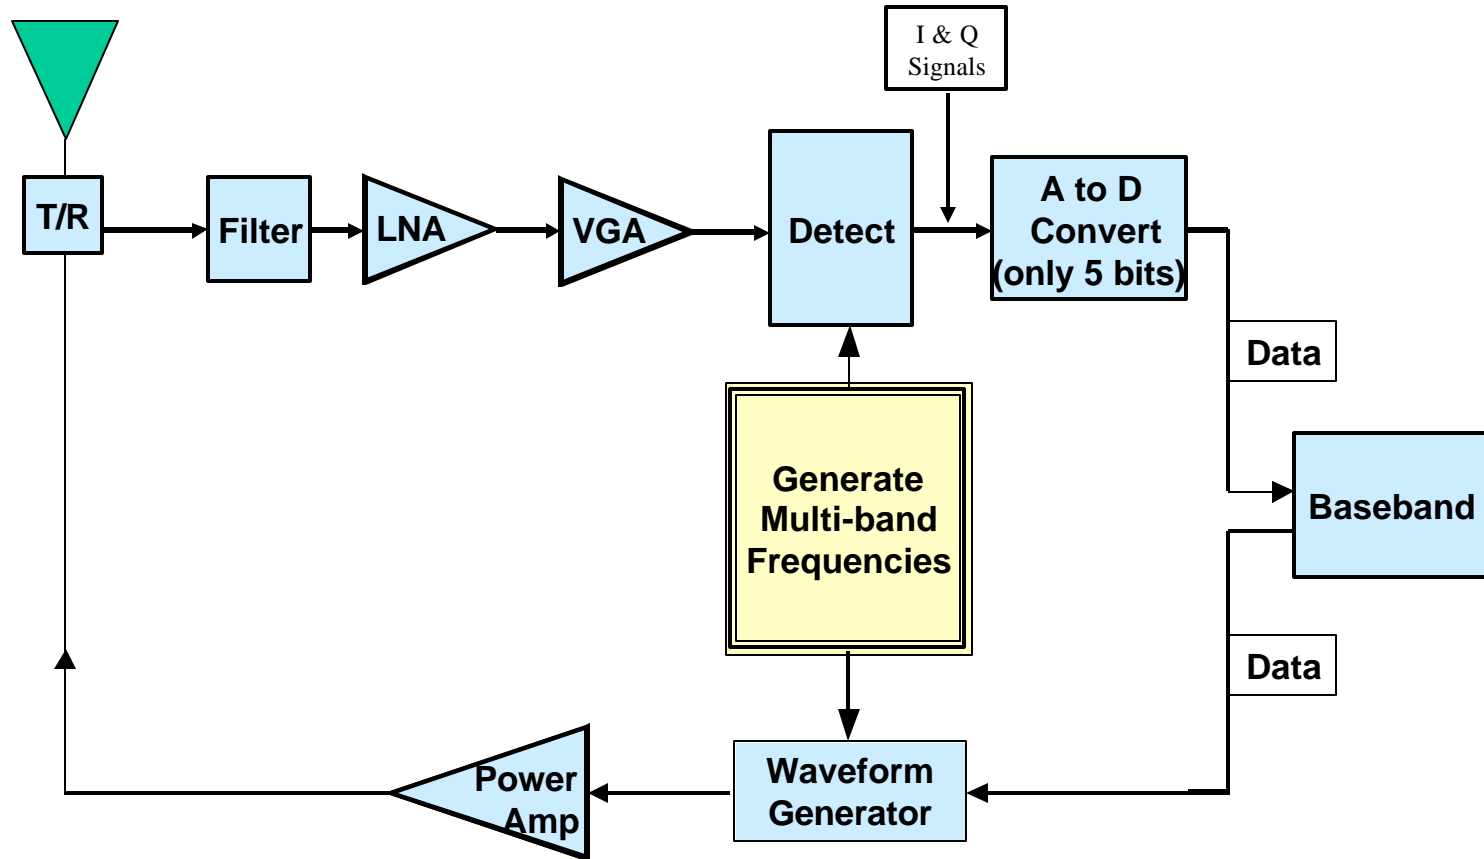 I & Q
Signals
T/R
Filter
LNA
VGA
Detect
A to D
Convert
(only 5 bits)
Data
Generate
Multi-band
Frequencies
Baseband
Data
Power
Amp
Waveform
Generator